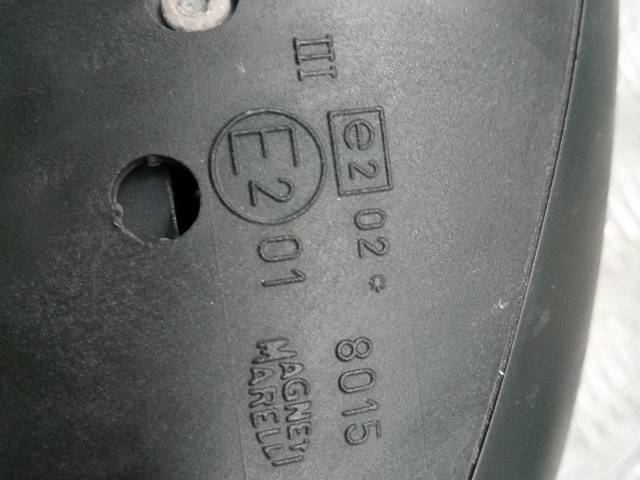 III
e2 02* 8015
E2 01 MAGNETI
MARELLI